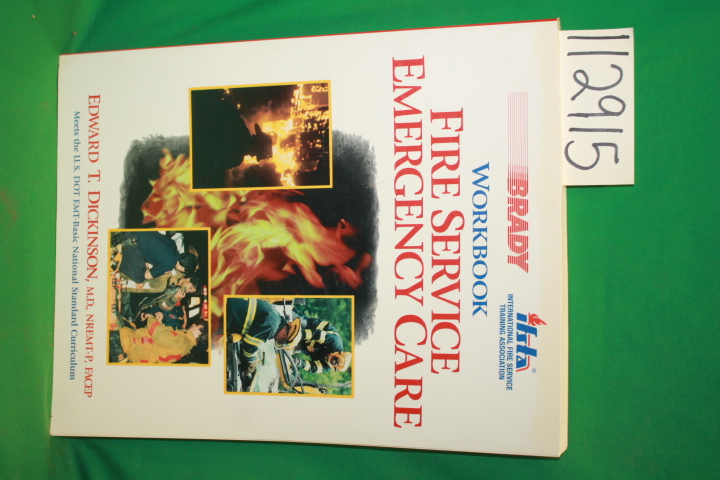 112915
BRADY
ifsta®
INTERNATIONAL FIRE SERVICE
TRAINING ASSOCIATION
WORKBOOK
FIRE SERVICE
EMERGENCY CARE
EDWARD T. DICKINSON, M.D., NREMT-P, FACEP
Meets the U.S. DOT EMT-Basic National Standard Curriculum